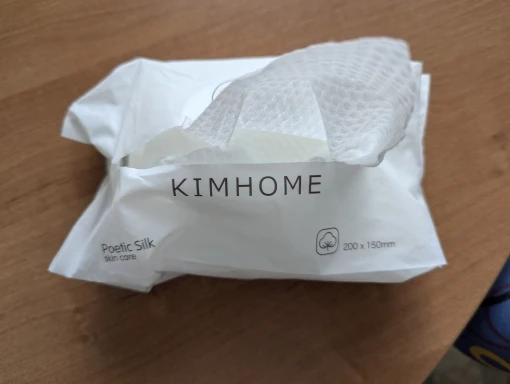 KIMHOME
Poetic Silk
skin care
200 x 150mm